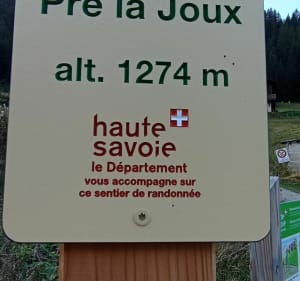 Pré la Joux
alt. 1274 m
haute
savoie
le Département
vous accompagne sur
ce sentier de randonnée